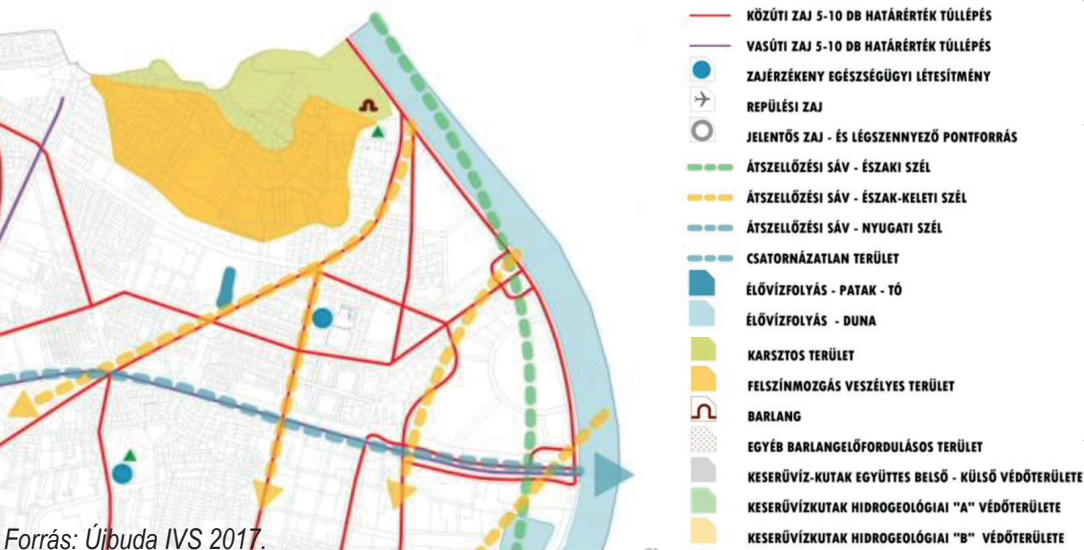 KÖZÚTI ZAJ 5-10 DB HATÁRÉRTÉK TÚLLÉPÉS
VASÚTI ZAJ 5-10 DB HATÁRÉRTÉK TÚLLÉPÉS
ZAJÉRZÉKENY EGÉSZSÉGÜGYI LÉTESÍTMÉNY
REPÜLÉSI ZAJ
JELENTŐS ZAJ - ÉS LÉGSZENNYEZŐ PONTFORRÁS
ÁTSZELLŐZÉSI SÁV - ÉSZAKI SZÉL
ÁTSZELLŐZÉSI SÁV - ÉSZAK-KELETI SZÉL
ÁTSZELLŐZÉSI SÁV - NYUGATI SZÉL
CSATORNÁZATLAN TERÜLET
ÉLŐVÍZFOLYÁS - PATAK - TÓ
ÉLŐVÍZFOLYÁS - DUNA
KARSZTOS TERÜLET
FELSZÍNMOZGÁS VESZÉLYES TERÜLET
BARLANG
EGYÉB BARLANGELŐFORDULÁSOS TERÜLET
KESERŰVÍZ-KUTAK EGYÜTTES BELSŐ - KÜLSŐ VÉDŐTERÜLETE
KESERŰVÍZKUTAK HIDROGEOLÓGIAI "A" VÉDŐTERÜLETE
KESERŰVÍZKUTAK HIDROGEOLÓGIAI "B" VÉDŐTERÜLETE
Forrás: Újbuda IVS 2017.